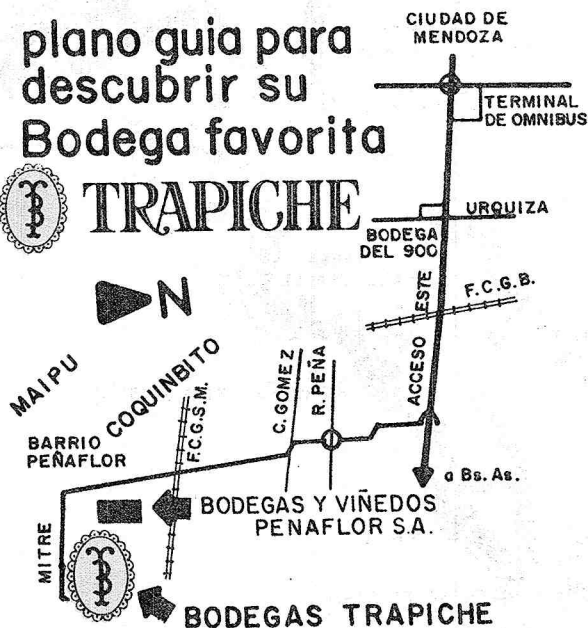 plano guia para
descubrir su
Bodega favorita
TRAPICHE
CIUDAD DE
MENDOZA
TERMINAL
DE OMNIBUS
URQUIZA
BODEGA
DEL 900
ESTE
F.C.G.B.
ACCESO
N
MAIPU
COQUINBITO
C. GOMEZ
R. PEÑA
F.C.G.S.M.
BARRIO
PEÑAFLOR
a Bs. As.
BODEGAS Y VIÑEDOS
PENAFLOR S.A.
MITRE
BODEGAS TRAPICHE